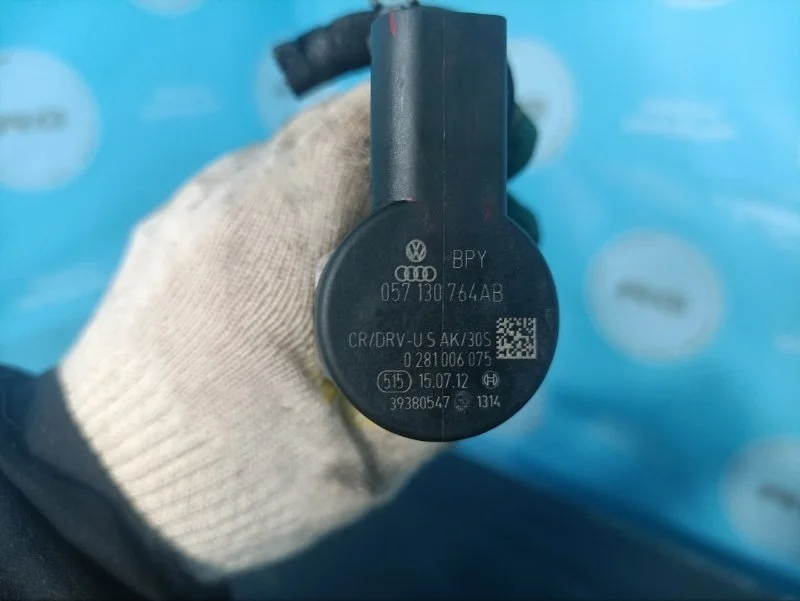 BPY
057 130 764AB
CR/DRV-U S AK/30S
0 281 006 075
515 15.07.12
39380547 1314